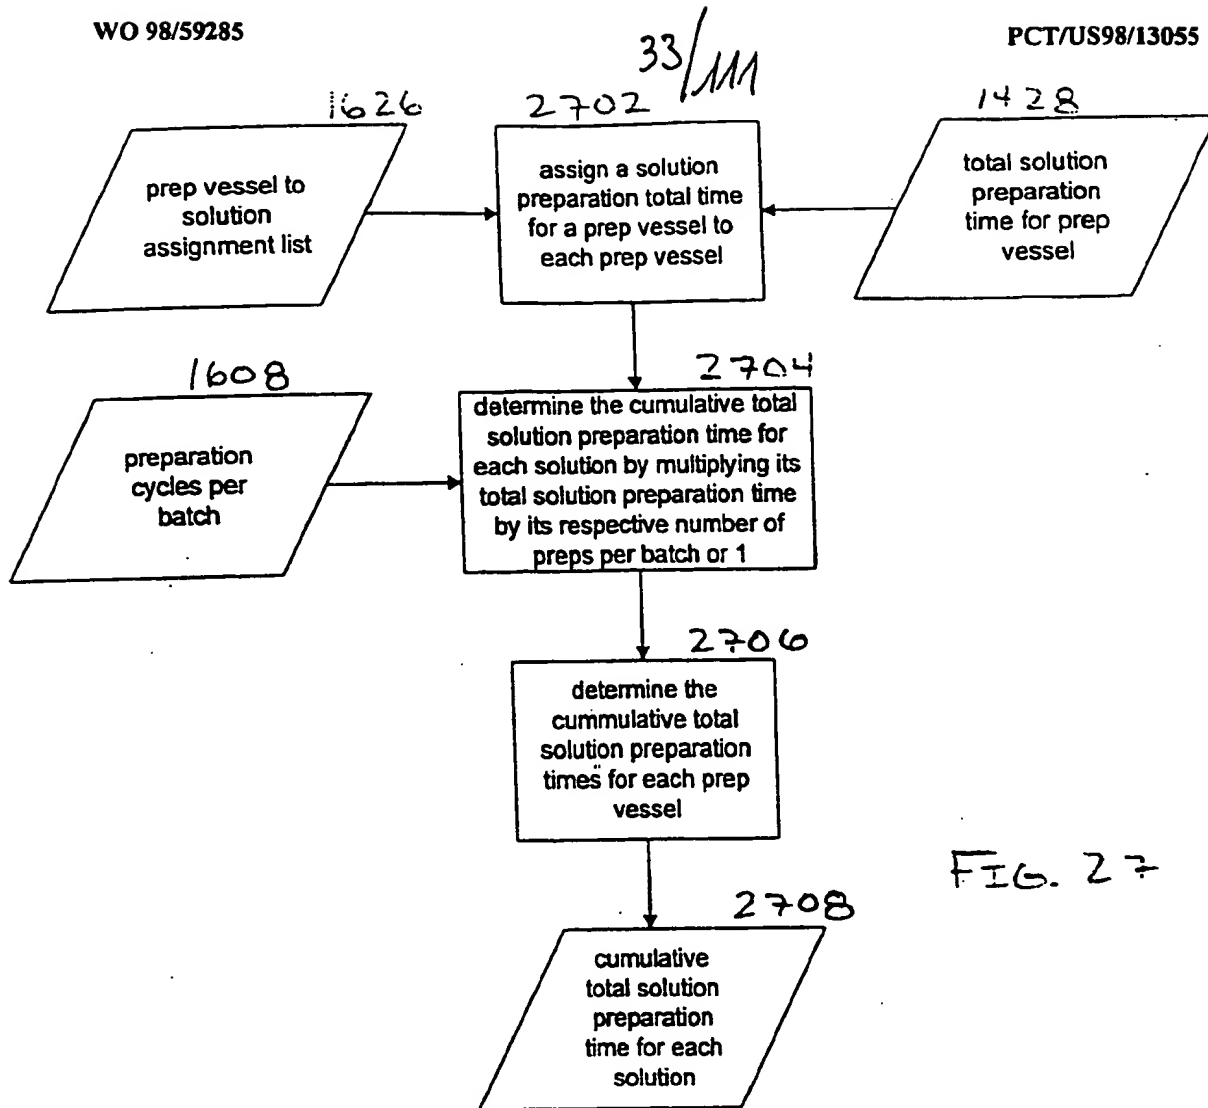 WO 98/59285
PCT/US98/13055
33/111
1626
prep vessel to
solution
assignment list
2702
assign a solution
preparation total time
for a prep vessel to
each prep vessel
1428
total solution
preparation
time for prep
vessel
1608
preparation
cycles per
batch
2704
determine the cumulative total
solution preparation time for
each solution by multiplying its
total solution preparation time
by its respective number of
preps per batch or 1
2706
determine the
cummulative total
solution preparation
times for each prep
vessel
2708
cumulative
total solution
preparation
time for each
solution
FIG. 27